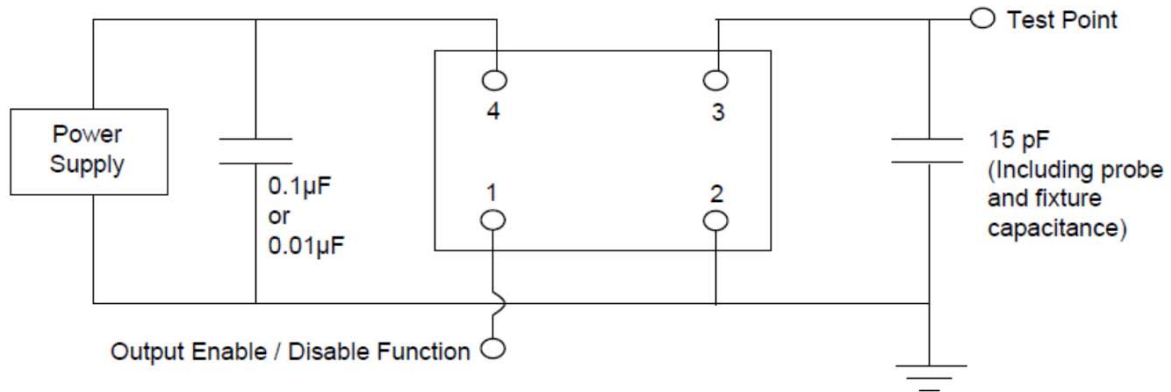 Test Point
Power
Supply
4
3
0.1µF
or
0.01µF
1
2
15 pF
(Including probe
and fixture
capacitance)
Output Enable / Disable Function